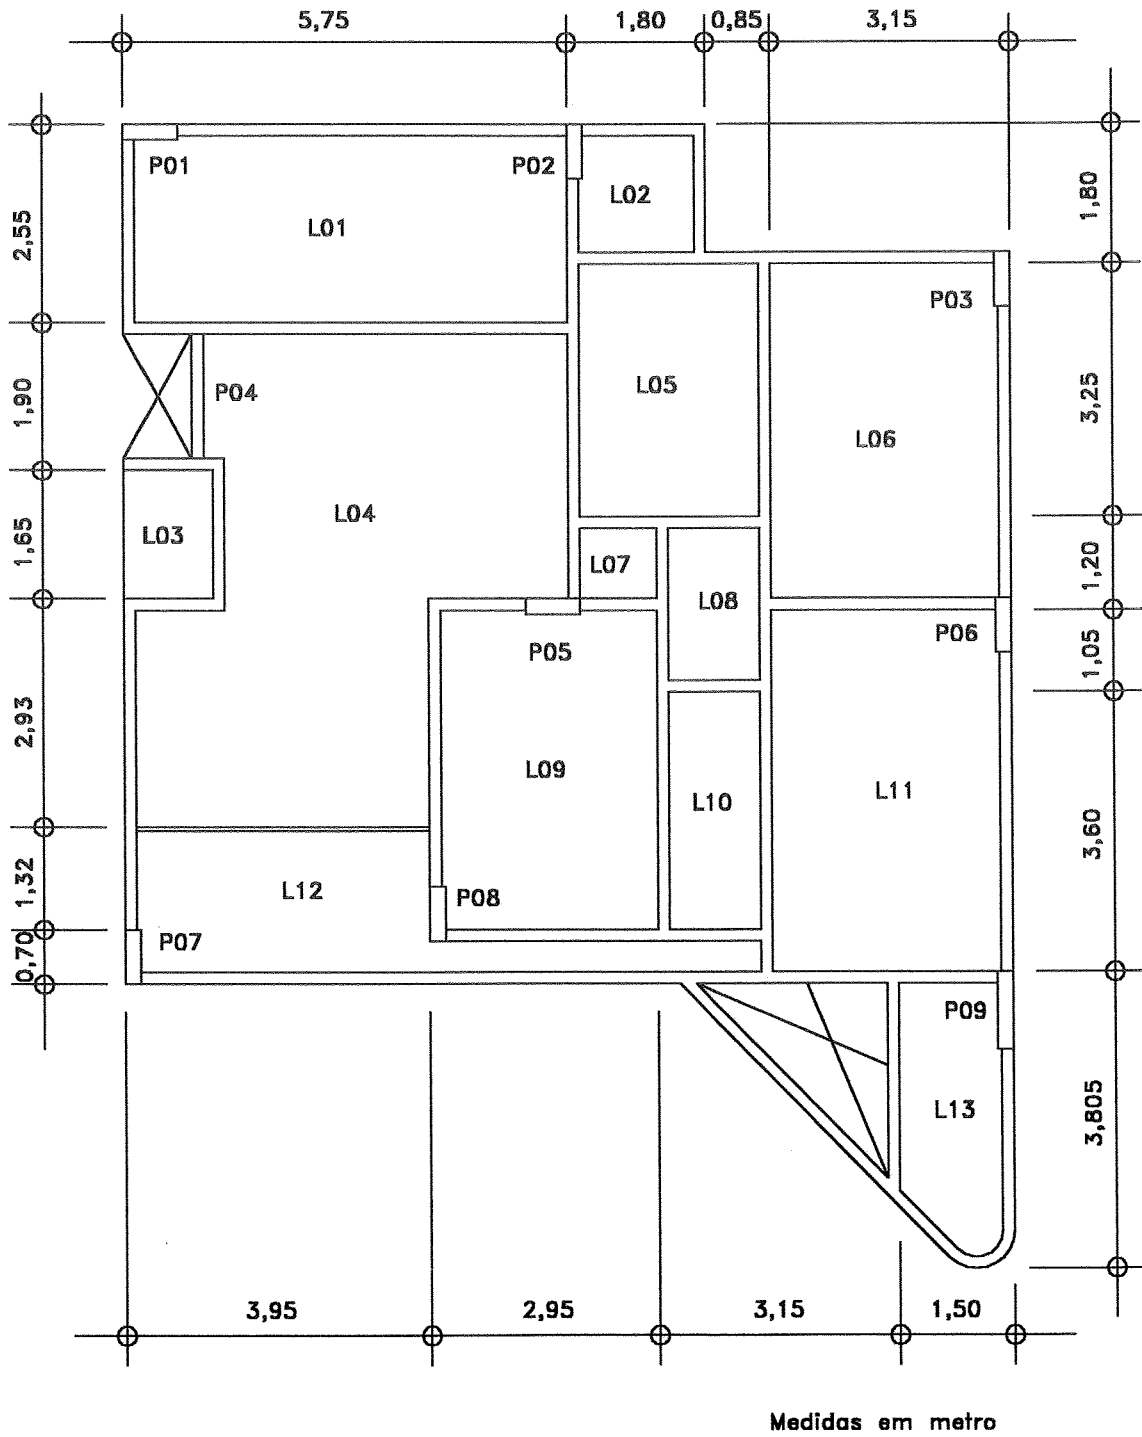 5,75
1,80
0,85
3,15
P01
P02
L02
L01
2,55
1,80
P03
P04
L05
L06
1,90
3,25
L04
L03
1,65
L07
L08
1,20
P05
P06
1,05
L09
L10
L11
2,93
3,60
L12
P08
P07
1,32
0,70
P09
L13
3,805
3,95
2,95
3,15
1,50
Medidas em metro